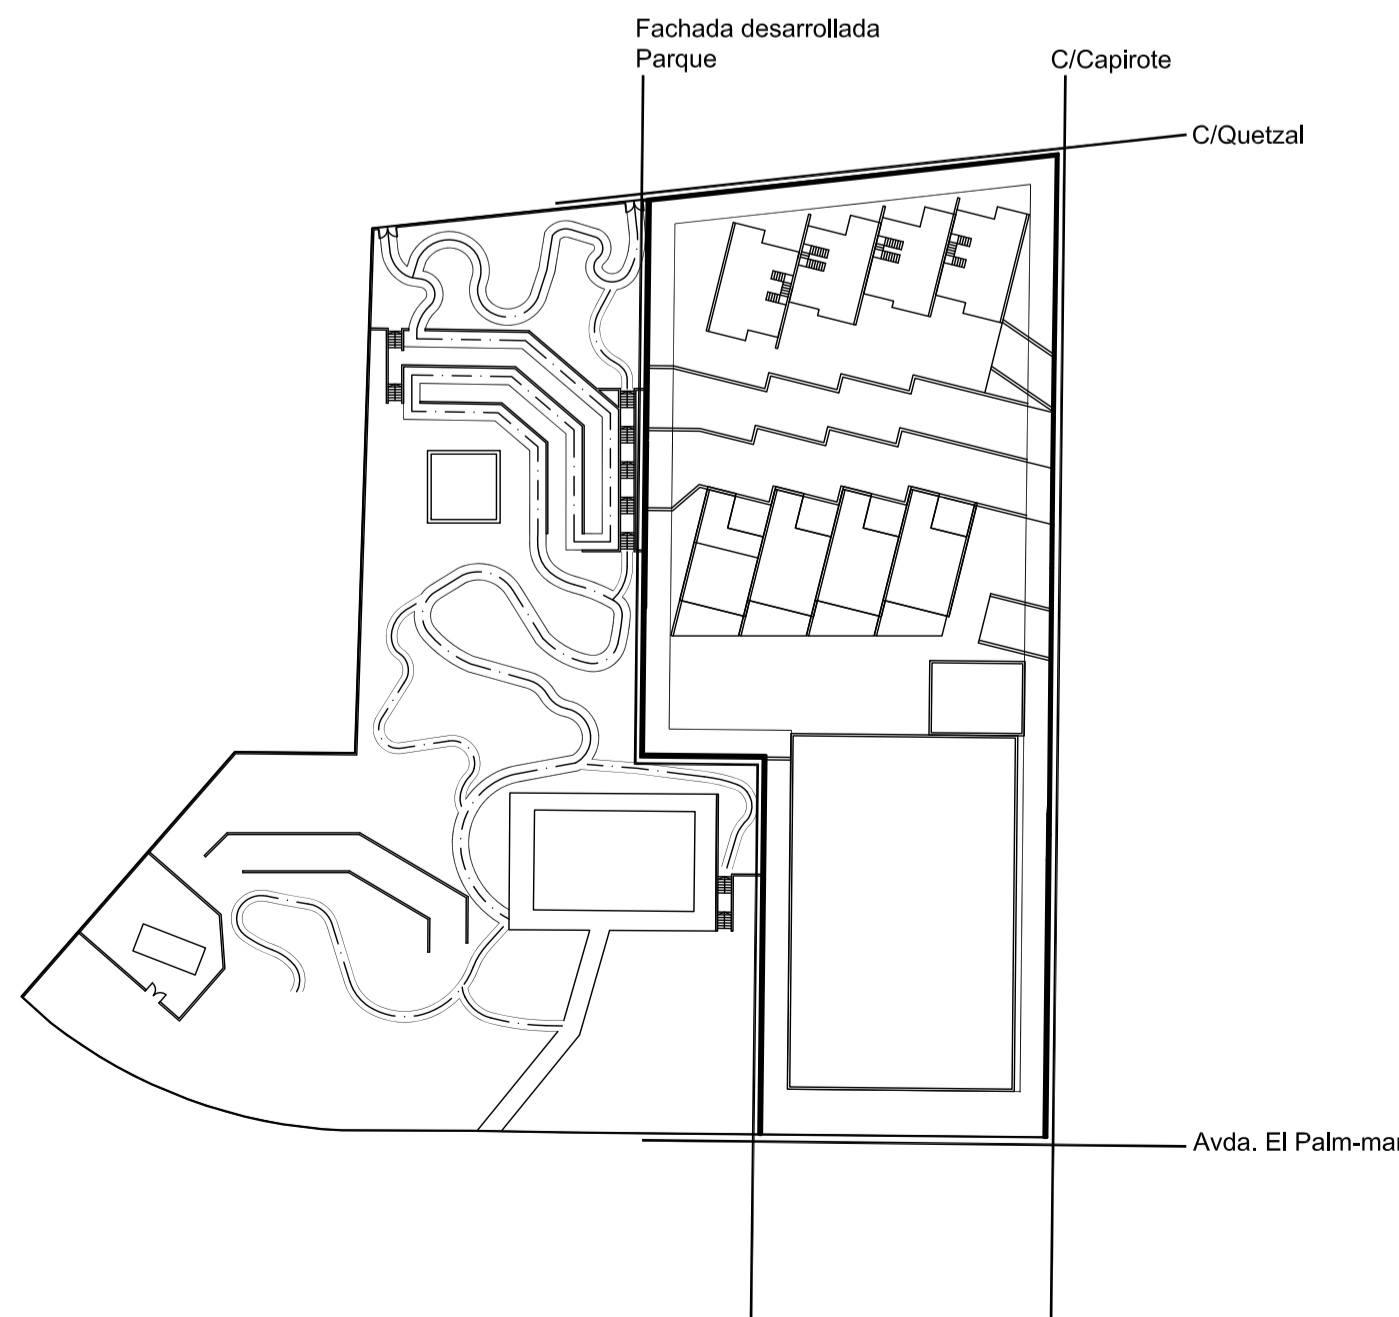 Fachada desarrollada
Parque
C/Capirote
C/Quetzal
Avda. El Palm-mar